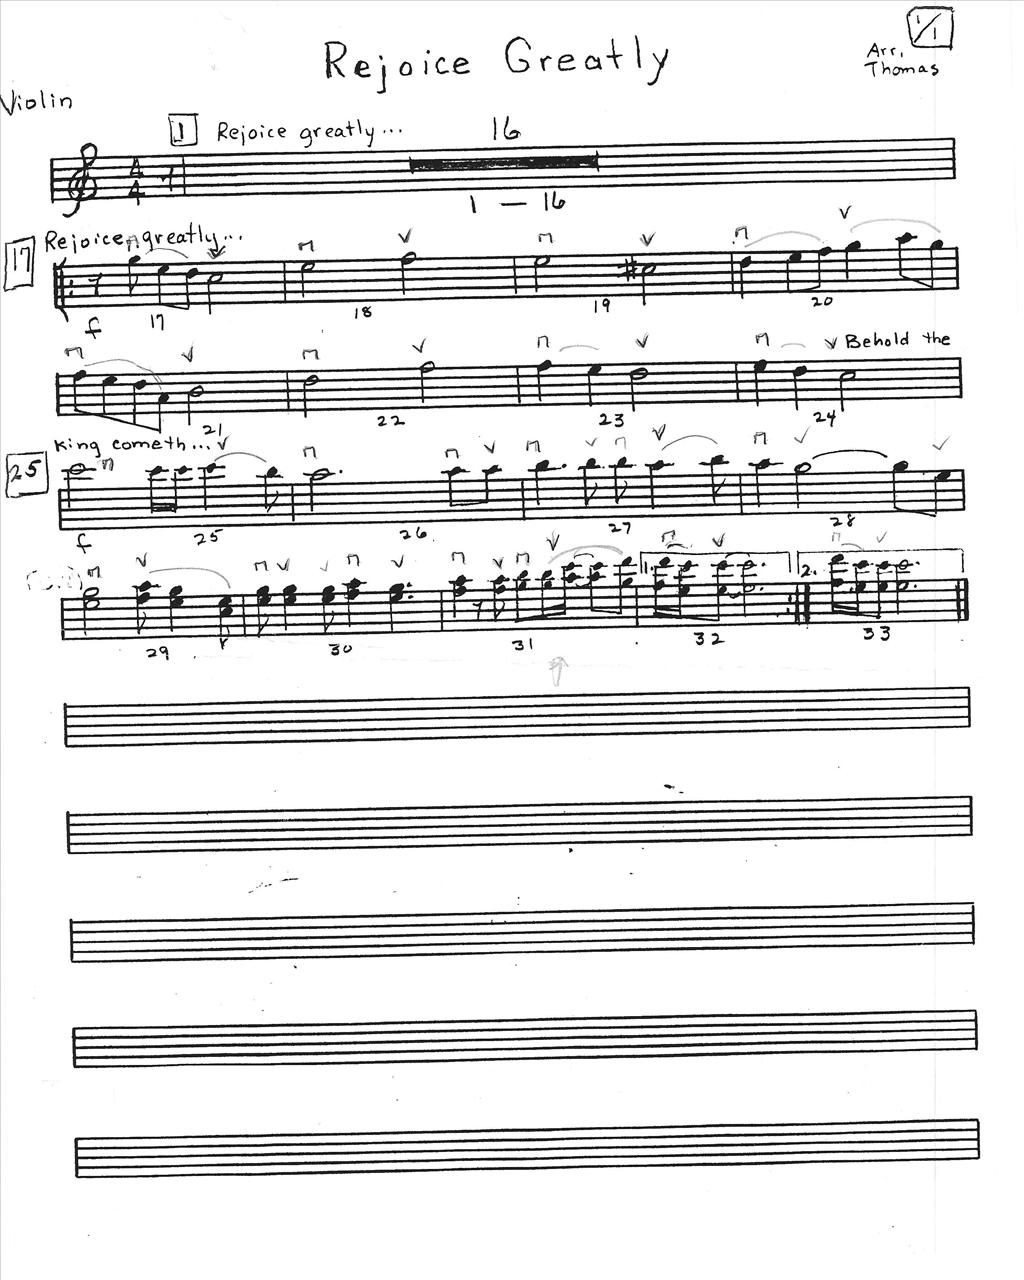 1/1
Rejoice Greatly
Arr. Thomas
Violin
1 Rejoice greatly... 16
4 4
1 — 16
17 Rejoice, greatly...
f 17 18 19 20
Behold the
21 22 23 24
25 King cometh...
f 25 26 27 28
1. 2.
29 30 31 32 33